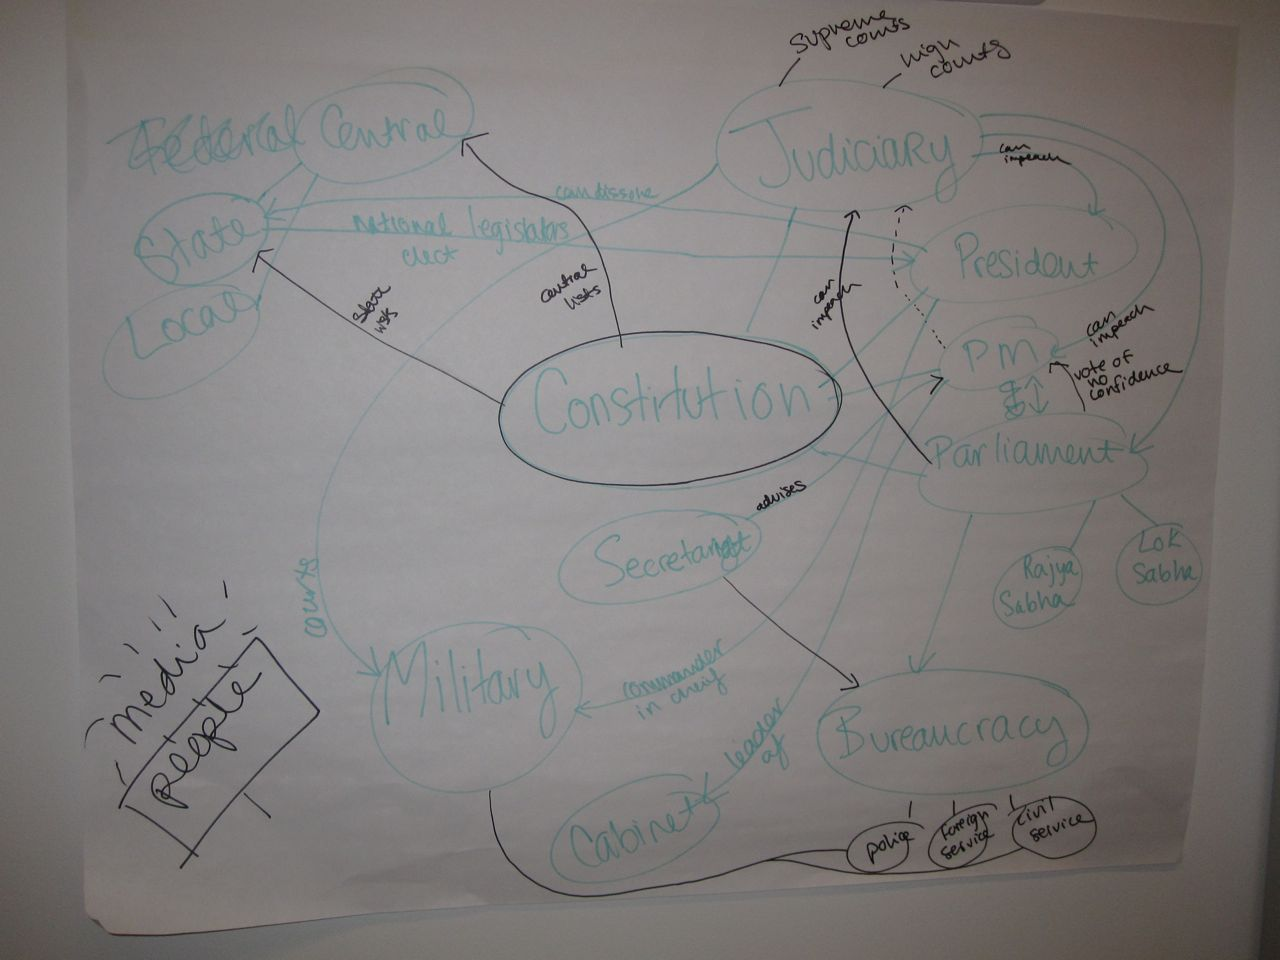 supreme
courts
high
courts
Federal Central
Judiciary
can
impeach
State
can dissolve
national legislators
elect
President
Local
state
lists
central
lists
can
impeach
PM
can
impeach
vote of
no
confidence
Constitution
Parliament
advises
Secretariat
Rajya
Sabha
Lok
Sabha
courts
Military
commander
in cheif
Bureaucracy
leader
of
Cabinet
media
people
police
foreign
service
civil
service